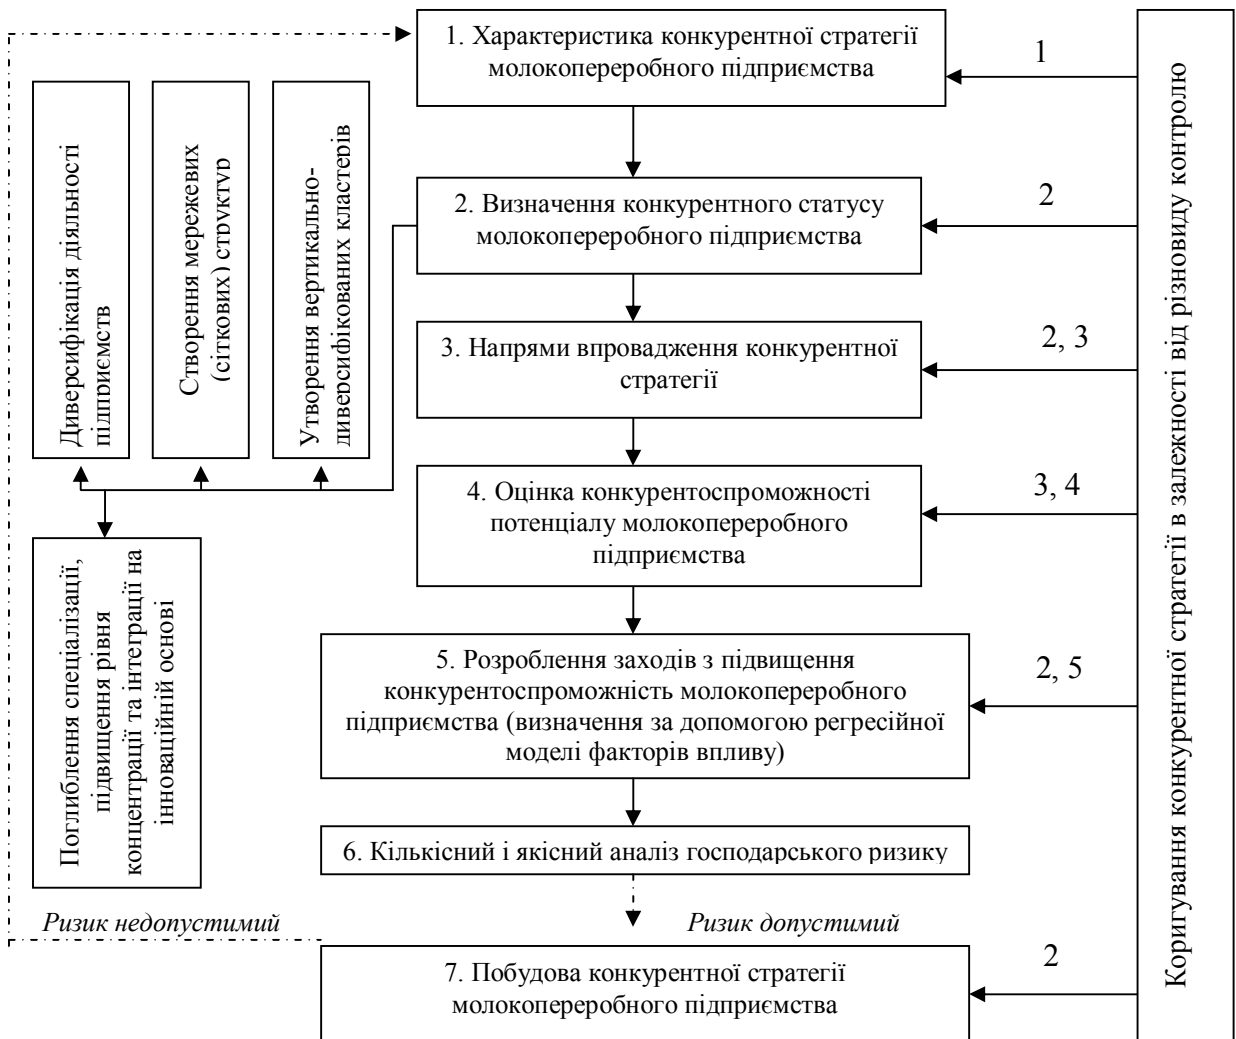 1. Характеристика конкурентної стратегії
молокопереробного підприємства
1
2. Визначення конкурентного статусу
молокопереробного підприємства
2
Диверсифікація діяльності
підприємств
Створення мережевих
(сіткових) структур
Утворення вертикально-
диверсифікованих кластерів
3. Напрями впровадження конкурентної
стратегії
2, 3
4. Оцінка конкурентоспроможності
потенціалу молокопереробного
підприємства
3, 4
Поглиблення спеціалізації,
підвищення рівня
концентрації та інтеграції на
інноваційній основі
5. Розроблення заходів з підвищення
конкурентоспроможність молокопереробного
підприємства (визначення за допомогою регресійної
моделі факторів впливу)
2, 5
6. Кількісний і якісний аналіз господарського ризику
Ризик недопустимий
Ризик допустимий
7. Побудова конкурентної стратегії
молокопереробного підприємства
2
Коригування конкурентної стратегії в залежності від різновиду контролю